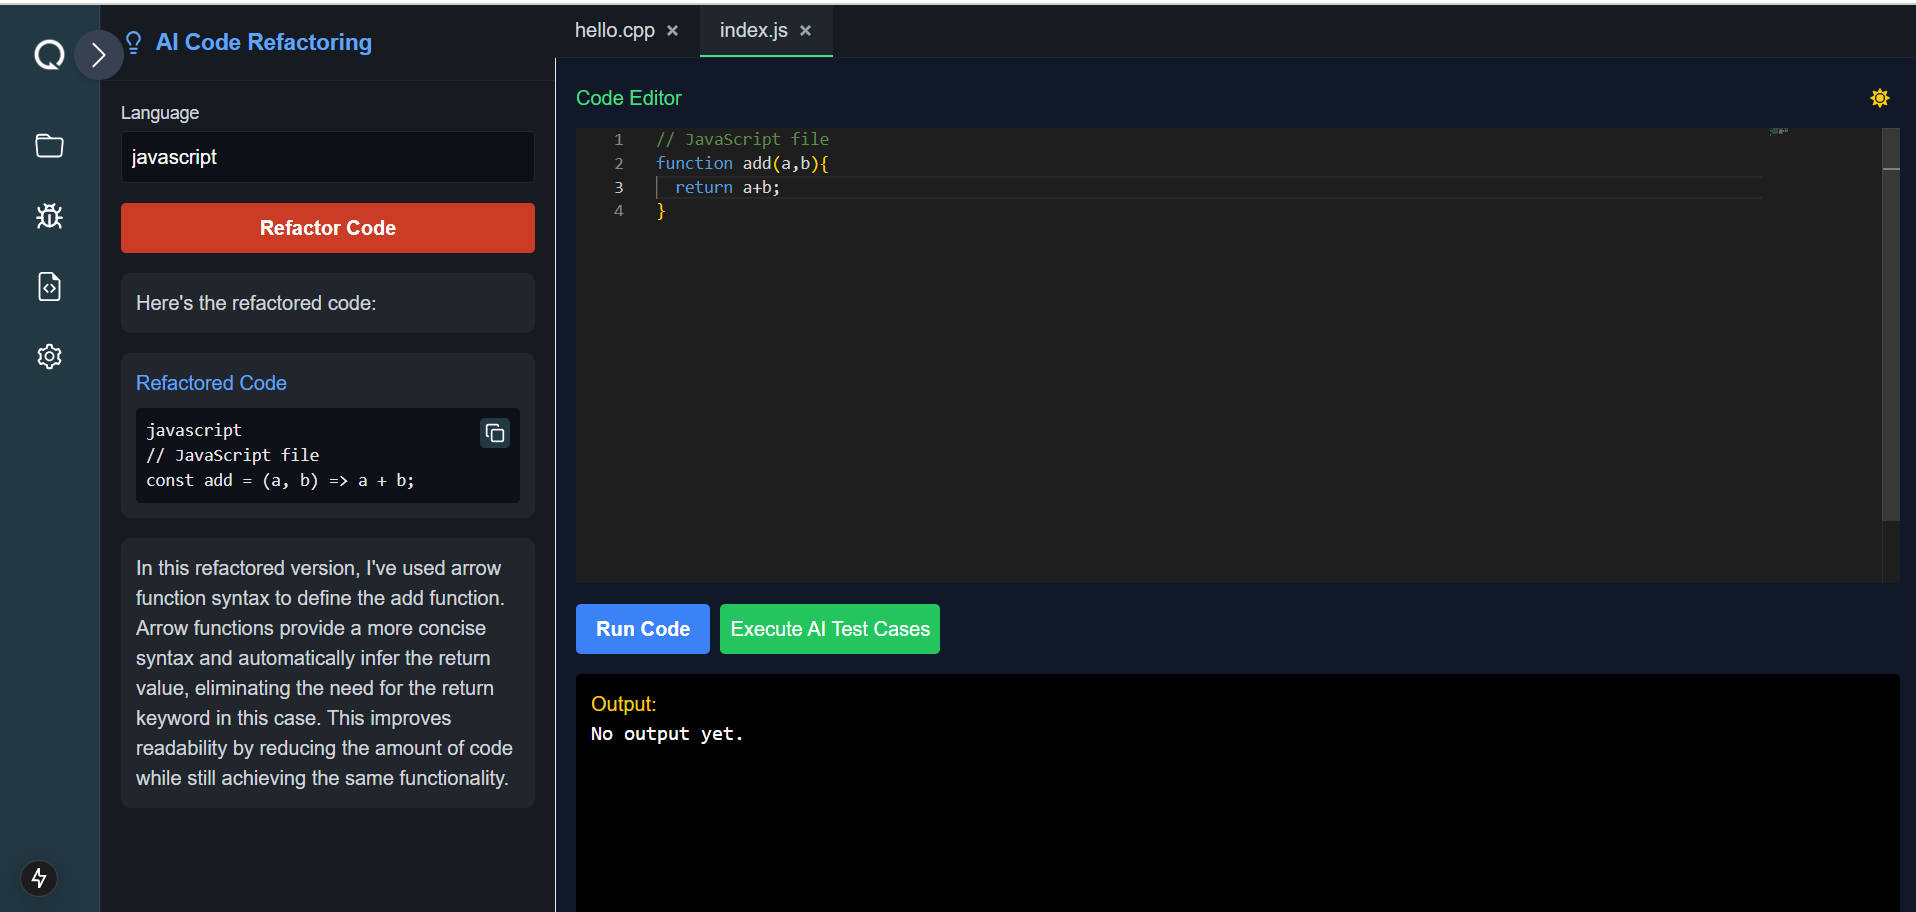 AI Code Refactoring
Language
javascript
Refactor Code
Here's the refactored code:
Refactored Code
javascript
// JavaScript file
const add = (a, b) => a + b;
In this refactored version, I've used arrow
function syntax to define the add function.
Arrow functions provide a more concise
syntax and automatically infer the return
value, eliminating the need for the return
keyword in this case. This improves
readability by reducing the amount of code
while still achieving the same functionality.
hello.cpp ×
index.js ×
Code Editor
1 // JavaScript file
2 function add(a,b){
3 return a+b;
4 }
Run Code
Execute AI Test Cases
Output:
No output yet.